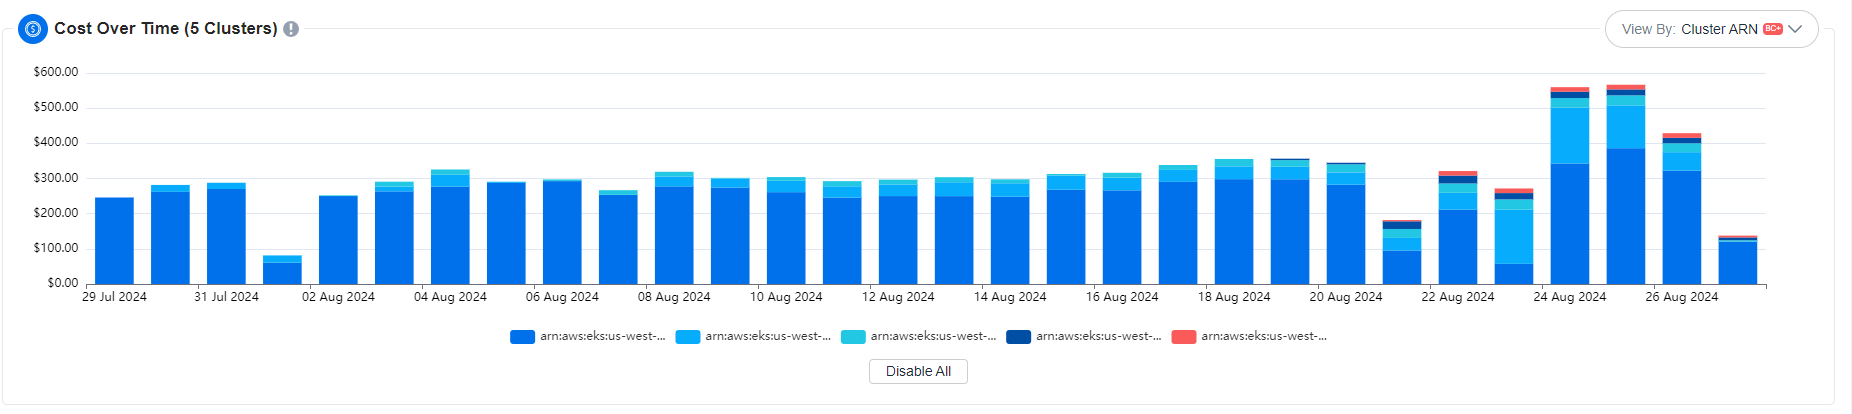 Cost Over Time (5 Clusters)
View By: Cluster ARN BC+
$600.00
$500.00
$400.00
$300.00
$200.00
$100.00
$0.00
29 Jul 2024 31 Jul 2024 02 Aug 2024 04 Aug 2024 06 Aug 2024 08 Aug 2024 10 Aug 2024 12 Aug 2024 14 Aug 2024 16 Aug 2024 18 Aug 2024 20 Aug 2024 22 Aug 2024 24 Aug 2024 26 Aug 2024
arn:aws:eks:us-west-... arn:aws:eks:us-west-... arn:aws:eks:us-west-... arn:aws:eks:us-west-... arn:aws:eks:us-west-...
Disable All